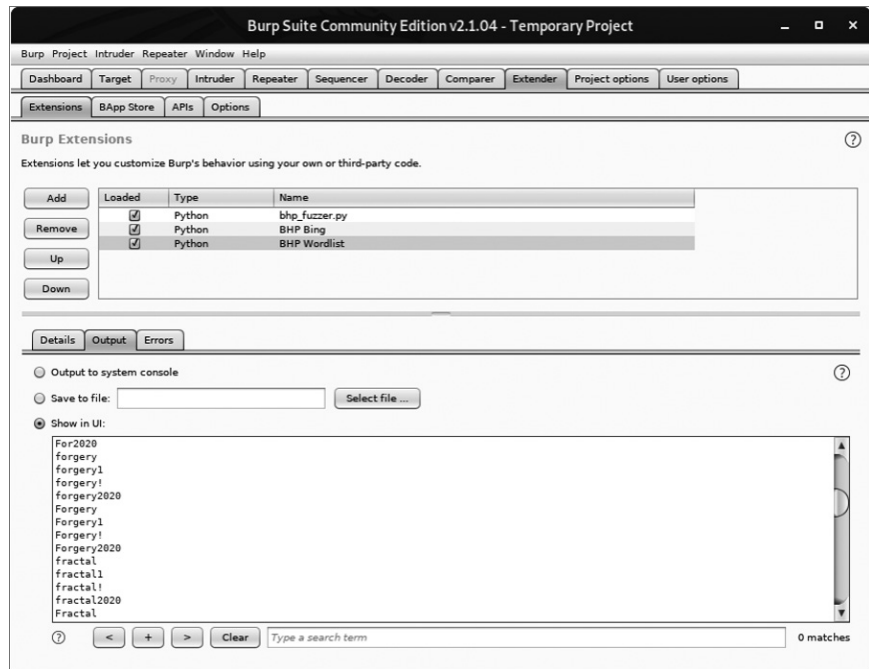 Burp Suite Community Edition v2.1.04 - Temporary Project
Burp Project Intruder Repeater Window Help
Dashboard Target Proxy Intruder Repeater Sequencer Decoder Comparer Extender Project options User options
Extensions BApp Store APIs Options
Burp Extensions
?
Extensions let you customize Burp's behavior using your own or third-party code.
Add
Remove
Up
Down
Loaded Type Name
Python bhp_fuzzer.py
Python BHP Bing
Python BHP Wordlist
Details Output Errors
Output to system console
?
Save to file: Select file ...
Show in UI:
For2020
forgery
forgery1
forgery!
forgery2020
Forgery
Forgery1
Forgery!
Forgery2020
fractal
fractal1
fractal!
fractal2020
Fractal
? < + > Clear Type a search term 0 matches